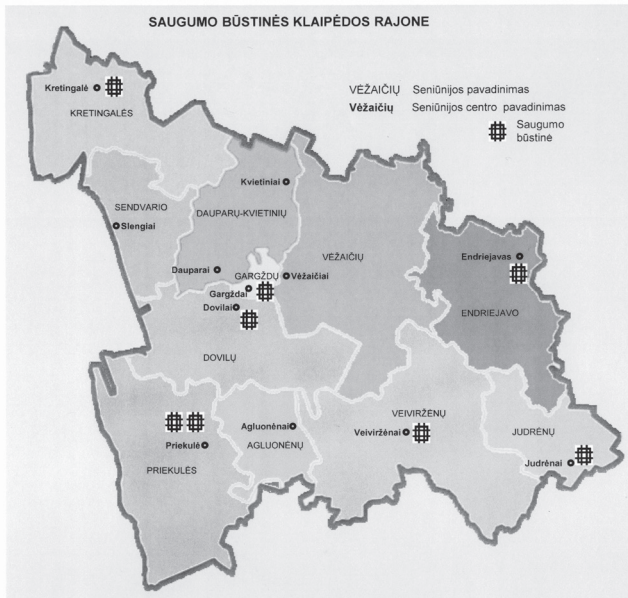 SAUGUMO BŪSTINĖS KLAIPĖDOS RAJONE
VĖŽAIČIŲ Seniūnijos pavadinimas
Vėžaičių Seniūnijos centro pavadinimas
Saugumo
būstinė
Kretingalė
KRETINGALĖS
Kvietiniai
SENDVARIO
DAUPARŲ-KVIETINIŲ
Slengiai
VĖŽAIČIŲ
Endriejavas
Dauparai
GARGŽDŲ
Vėžaičiai
Gargždai
Dovilai
ENDRIEJAVO
DOVILŲ
VEIVIRŽĖNŲ
Agluonėnai
Veiviržėnai
JUDRĖNŲ
Priekulė
AGLUONĖNŲ
PRIEKULĖS
Judrėnai